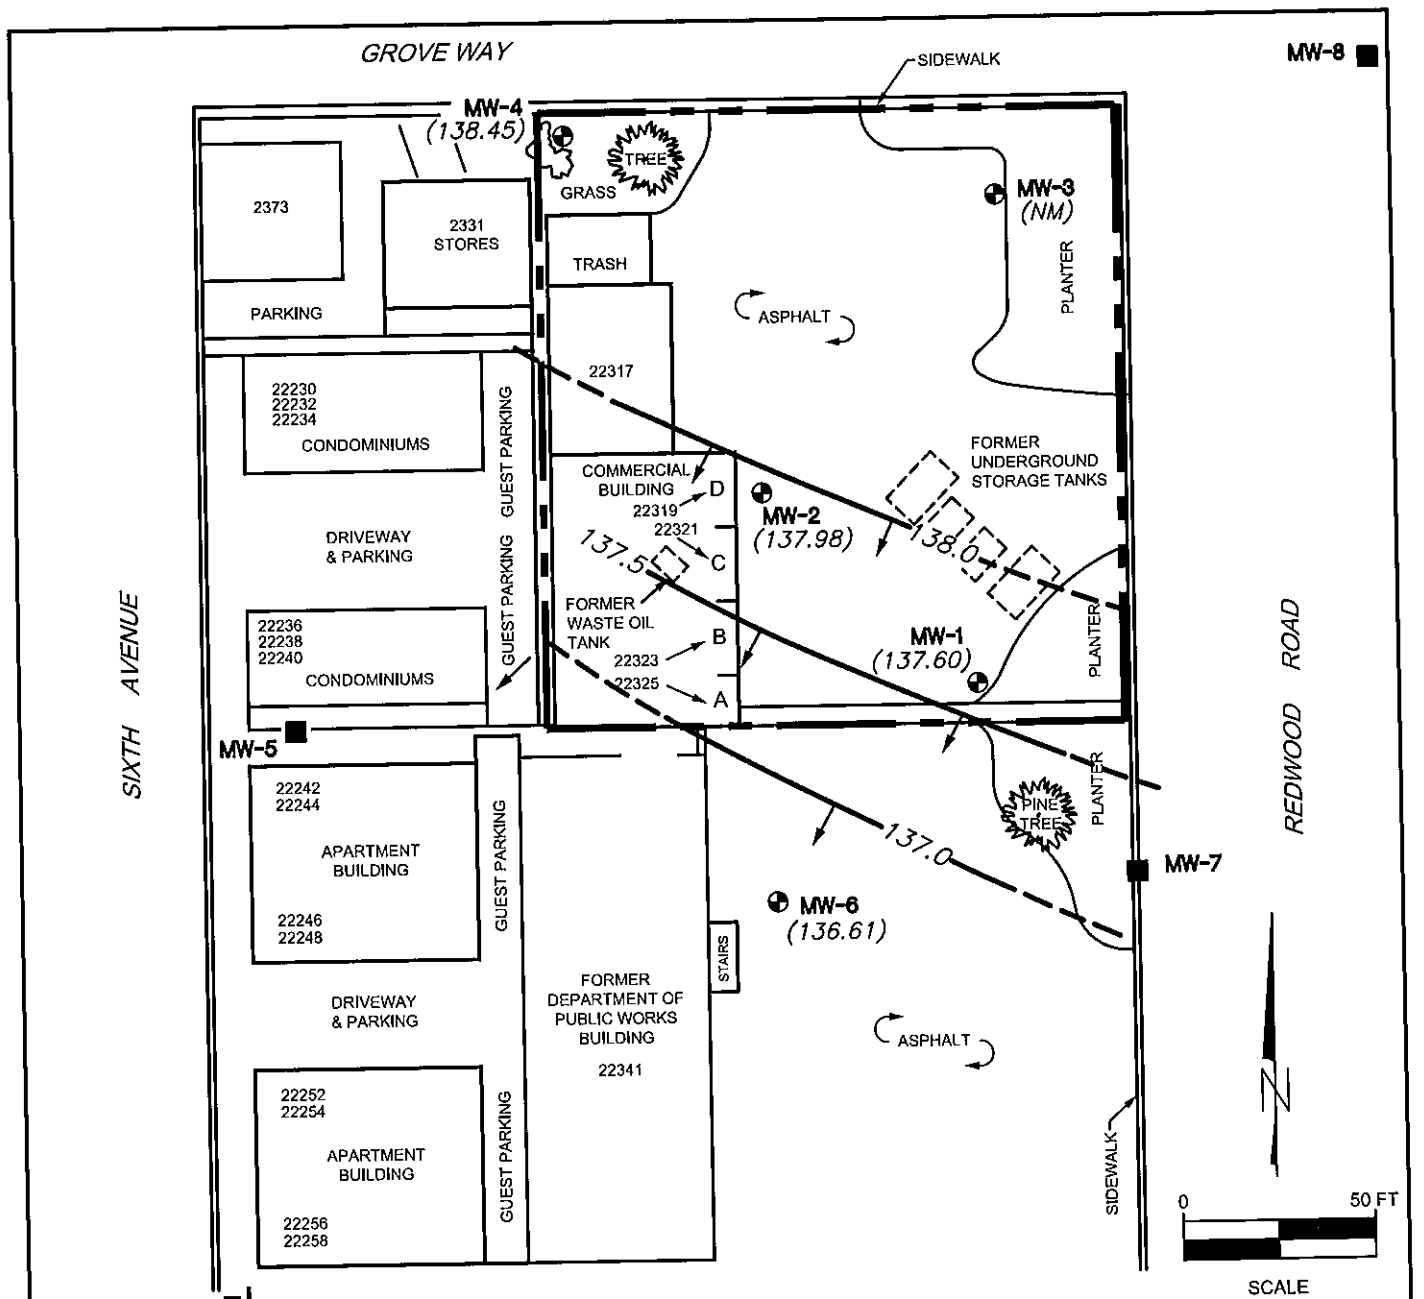 GROVE WAY
SIDEWALK
MW-8
MW-4
(138.45)
TREE
GRASS
MW-3
(NM)
2373
2331
STORES
TRASH
PLANTER
PARKING
ASPHALT
22317
22230
22232
22234
CONDOMINIUMS
GUEST PARKING
FORMER
UNDERGROUND
STORAGE TANKS
COMMERCIAL
BUILDING
D
22319
22321
C
MW-2
(137.98)
138.0
137.5
DRIVEWAY
& PARKING
GUEST PARKING
FORMER
WASTE OIL
TANK
B
22323
22325
A
MW-1
(137.60)
PLANTER
22236
22238
22240
CONDOMINIUMS
SIXTH AVENUE
REDWOOD ROAD
MW-5
22242
22244
APARTMENT
BUILDING
22246
22248
GUEST PARKING
PLANTER
PINE
TREE
137.0
MW-7
MW-6
(136.61)
STAIRS
DRIVEWAY
& PARKING
FORMER
DEPARTMENT OF
PUBLIC WORKS
BUILDING
22341
ASPHALT
22252
22254
APARTMENT
BUILDING
22256
22258
GUEST PARKING
SIDEWALK
N
0 50 FT
SCALE